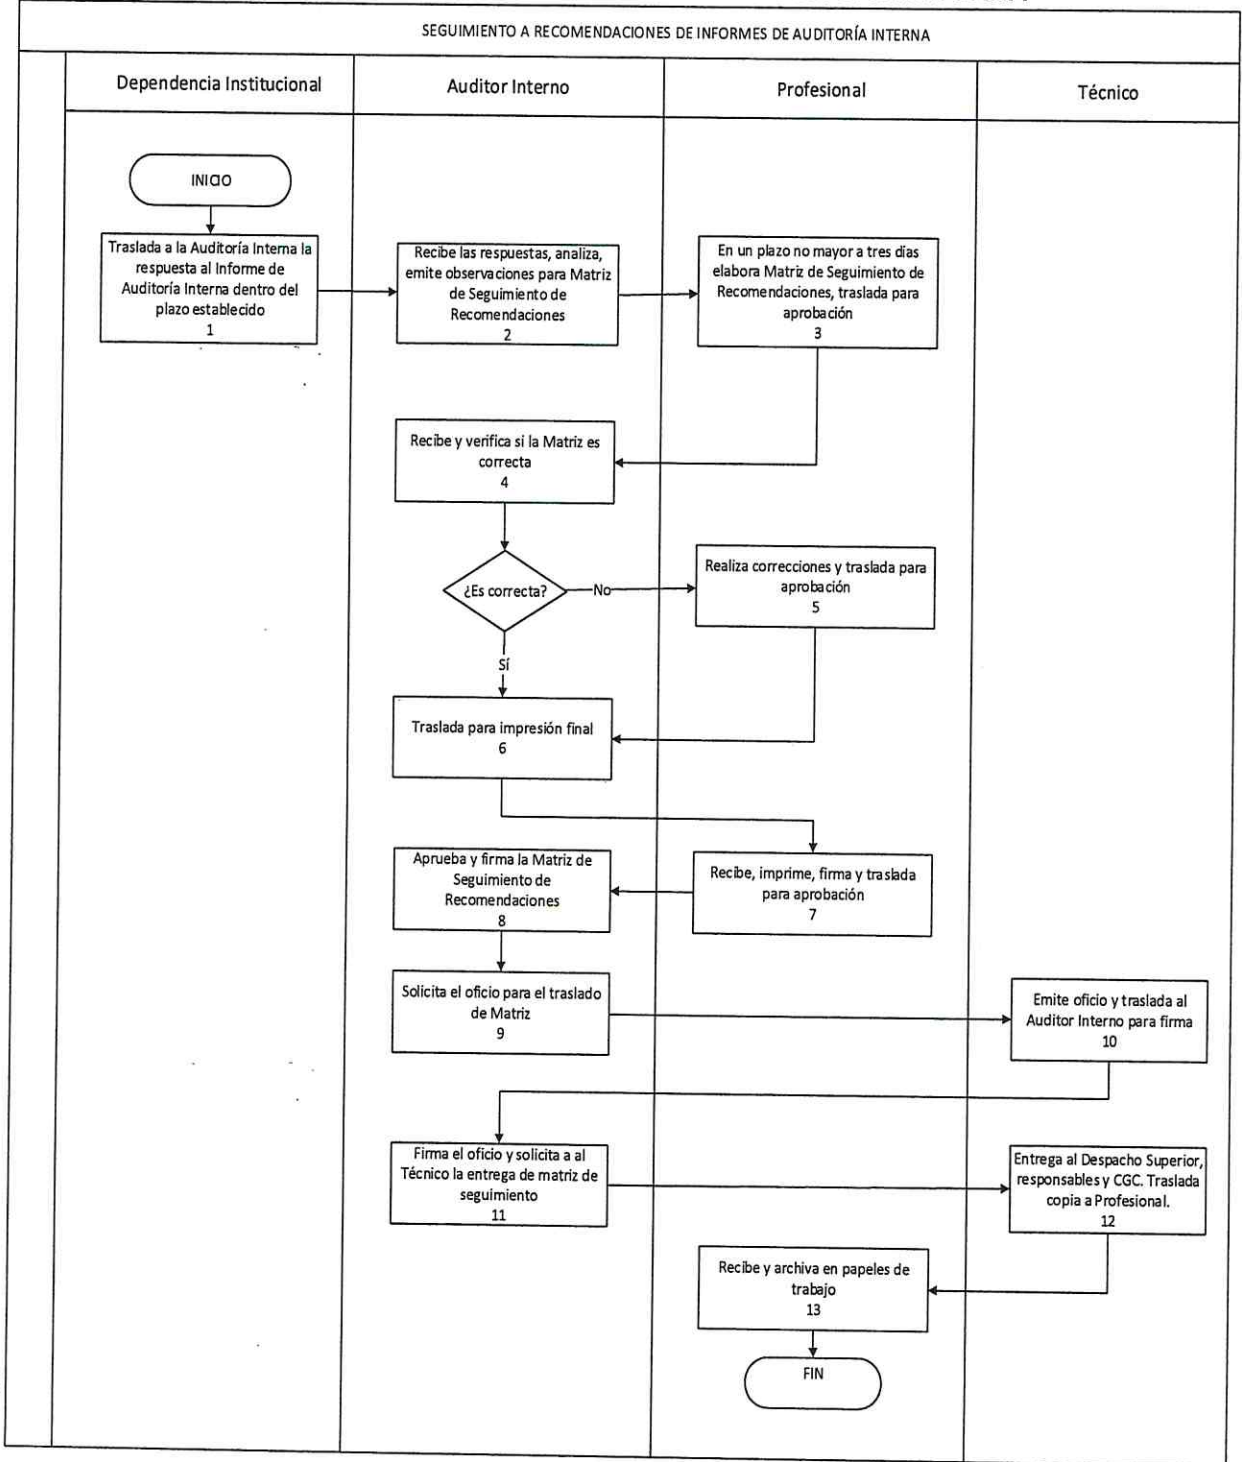 SEGUIMIENTO A RECOMENDACIONES DE INFORMES DE AUDITORÍA INTERNA
Dependencia Institucional
Auditor Interno
Profesional
Técnico
INICIO
Traslada a la Auditoría Interna la
respuesta al Informe de
Auditoría Interna dentro del
plazo establecido
1
Recibe las respuestas, analiza,
emite observaciones para Matriz
de Seguimiento de
Recomendaciones
2
En un plazo no mayor a tres días
elabora Matriz de Seguimiento de
Recomendaciones, traslada para
aprobación
3
Recibe y verifica si la Matriz es
correcta
4
¿Es correcta?
No
Realiza correcciones y traslada para
aprobación
5
Sí
Traslada para impresión final
6
Recibe, imprime, firma y traslada
para aprobación
7
Aprueba y firma la Matriz de
Seguimiento de
Recomendaciones
8
Solicita el oficio para el traslado
de Matriz
9
Emite oficio y traslada al
Auditor Interno para firma
10
Firma el oficio y solicita a al
Técnico la entrega de matriz de
seguimiento
11
Entrega al Despacho Superior,
responsables y CGC. Traslada
copia a Profesional.
12
Recibe y archiva en papeles de
trabajo
13
FIN